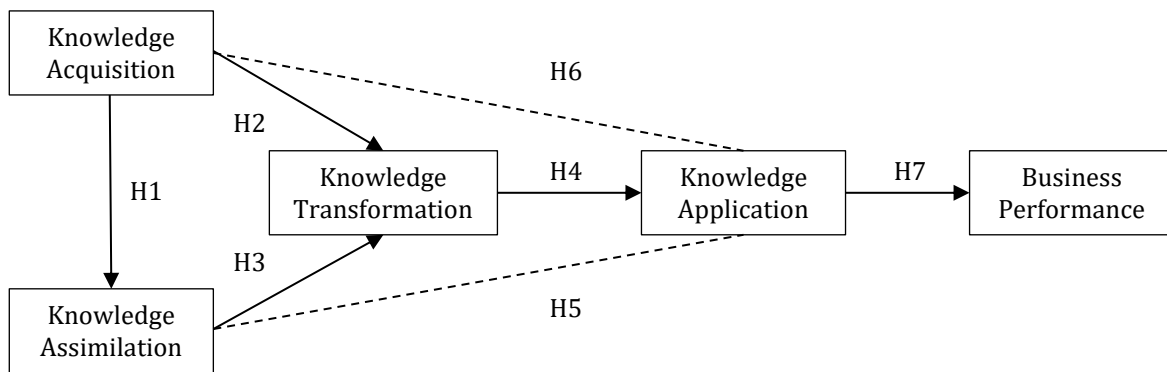 Knowledge
Acquisition
H6
H2
Knowledge
Transformation
H4
Knowledge
Application
H7
Business
Performance
H1
H3
Knowledge
Assimilation
H5